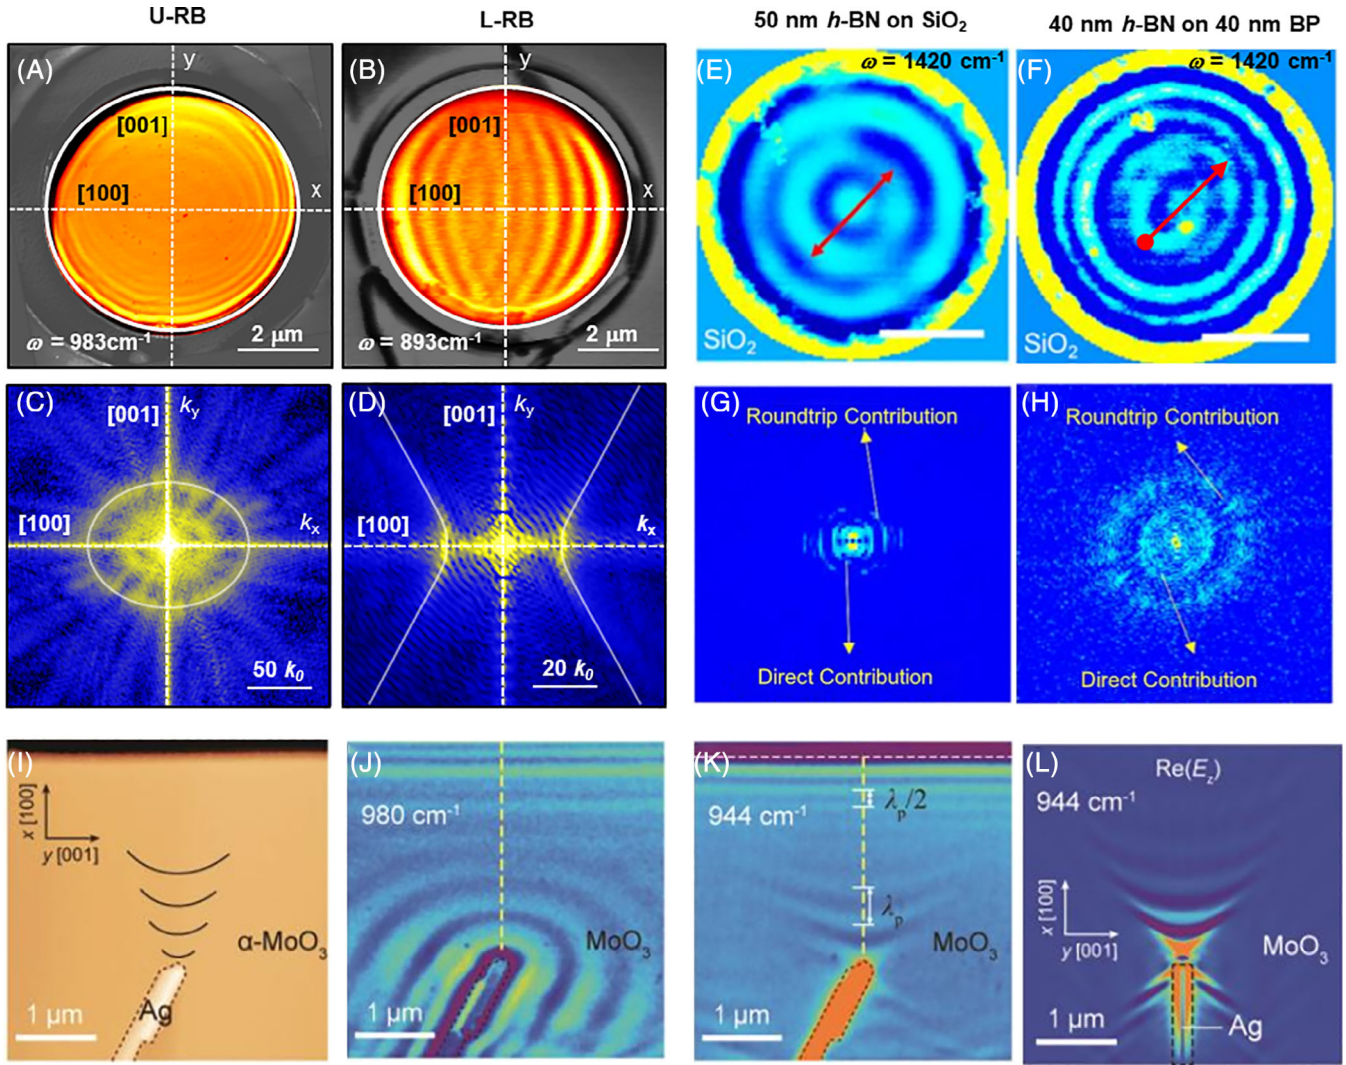 U-RB
L-RB
50 nm h-BN on SiO₂
40 nm h-BN on 40 nm BP
(A)
y
[001]
[100]
x
ω = 983cm⁻¹
2 μm
(B)
y
[001]
[100]
x
ω = 893cm⁻¹
2 μm
(E)
ω = 1420 cm⁻¹
SiO₂
(F)
ω = 1420 cm⁻¹
SiO₂
(C)
[001]
kᵧ
[100]
kₓ
50 k₀
(D)
[001]
kᵧ
[100]
kₓ
20 k₀
(G)
Roundtrip Contribution
Direct Contribution
(H)
Roundtrip Contribution
Direct Contribution
(I)
x [100]
y [001]
α-MoO₃
Ag
1 μm
(J)
980 cm⁻¹
MoO₃
1 μm
(K)
λₚ/2
944 cm⁻¹
λₚ
MoO₃
1 μm
(L)
Re(E_z)
944 cm⁻¹
x [100]
y [001]
MoO₃
1 μm
Ag